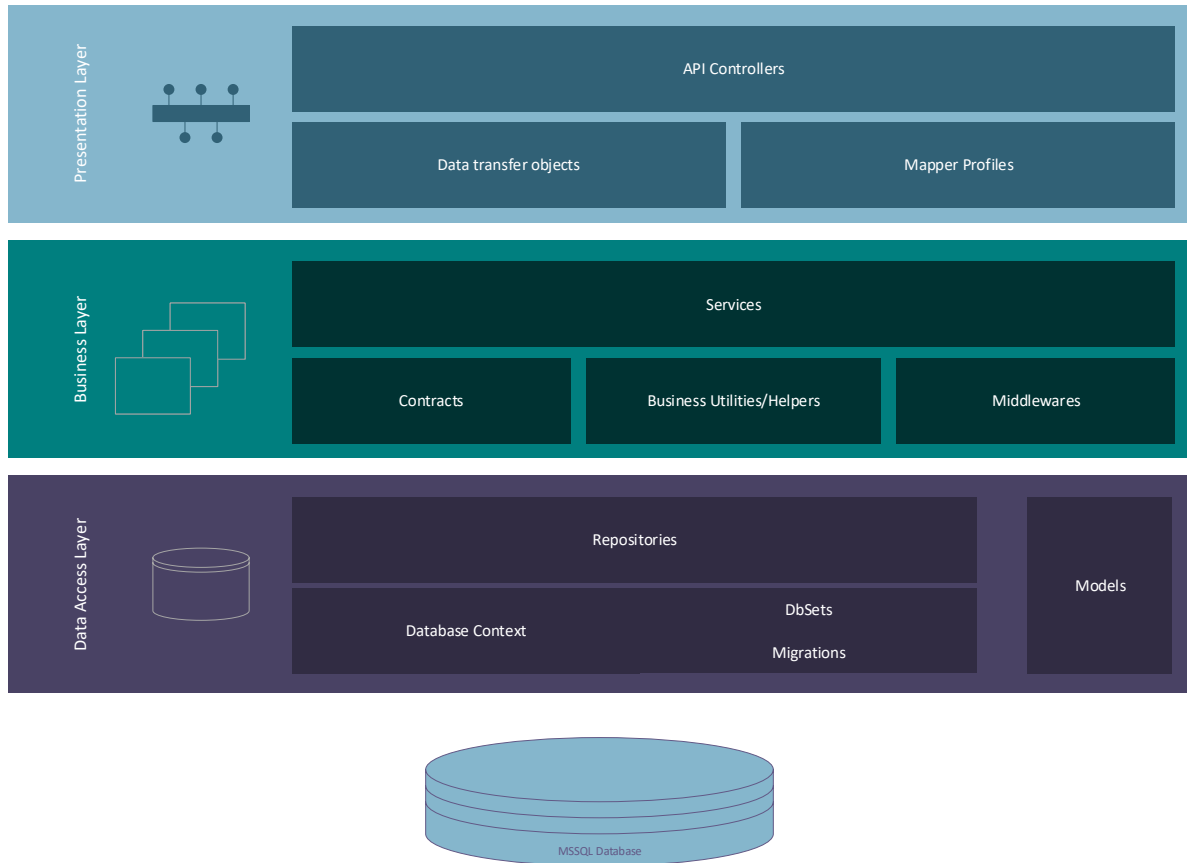 Presentation Layer
API Controllers
Data transfer objects
Mapper Profiles
Business Layer
Services
Contracts
Business Utilities/Helpers
Middlewares
Data Access Layer
Repositories
Models
Database Context
DbSets
Migrations
MSSQL Database